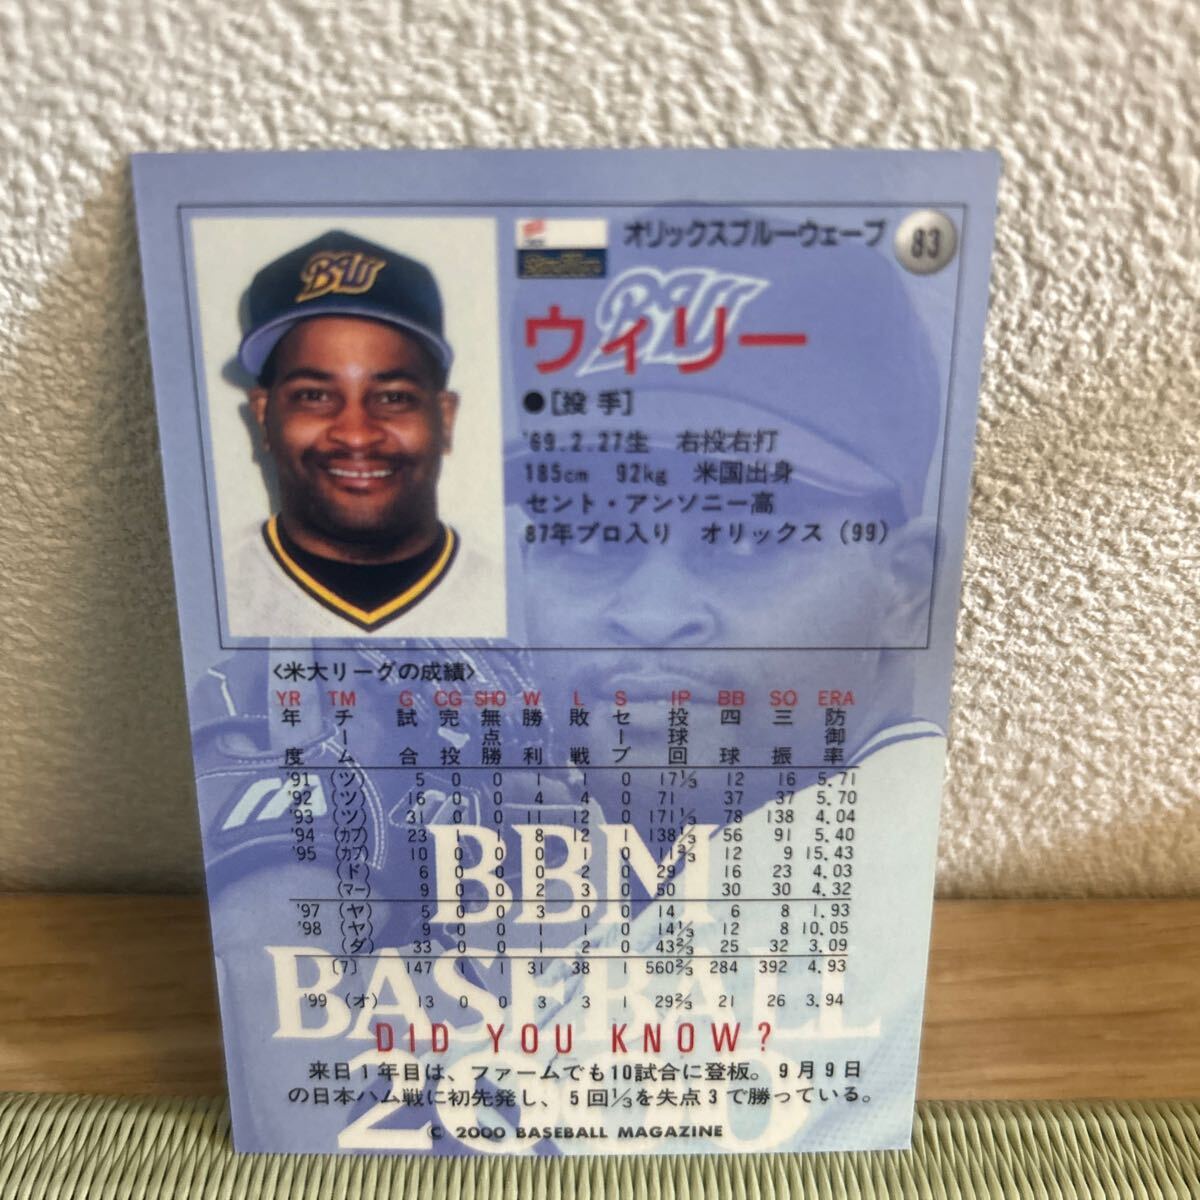 オリックスブルーウェーブ 83
BW
BW
ウィリー
●[投手]
'69.2.27生 右投右打
185cm 92kg 米国出身
セント・アンソニー高
87年プロ入り オリックス(99)
〈米大リーグの成績〉
YR TM G CG SHO W L S IP BB SO ERA
年度 チーム 試合 完投 無点勝 勝利 敗戦 セーブ 投球回 四球 三振 防御率
'91 (ツ) 5 0 0 1 1 0 17⅓ 12 16 5.71
'92 (ツ) 16 0 0 4 4 0 71 37 37 5.70
'93 (ツ) 31 0 0 11 12 0 171⅓ 78 138 4.04
'94 (カブ) 23 1 1 8 12 1 138⅓ 56 91 5.40
'95 (カブ) 10 0 0 0 1 0 11⅔ 12 9 15.43
(ド) 6 0 0 0 2 0 29 16 23 4.03
(マー) 9 0 0 2 3 0 50 30 30 4.32
'97 (ヤ) 5 0 0 3 0 0 14 6 8 1.93
'98 (ヤ) 9 0 0 1 1 0 14⅓ 12 8 10.05
(ダ) 33 0 0 1 2 0 43⅔ 25 32 3.09
〔7〕 147 1 1 31 38 1 560⅔ 284 392 4.93
'99 (オ) 13 0 0 3 3 1 29⅔ 21 26 3.94
BBM
BASEBALL
2000
DID YOU KNOW?
来日1年目は、ファームでも10試合に登板。9月9日
の日本ハム戦に初先発し、5回⅓を失点3で勝っている。
© 2000 BASEBALL MAGAZINE